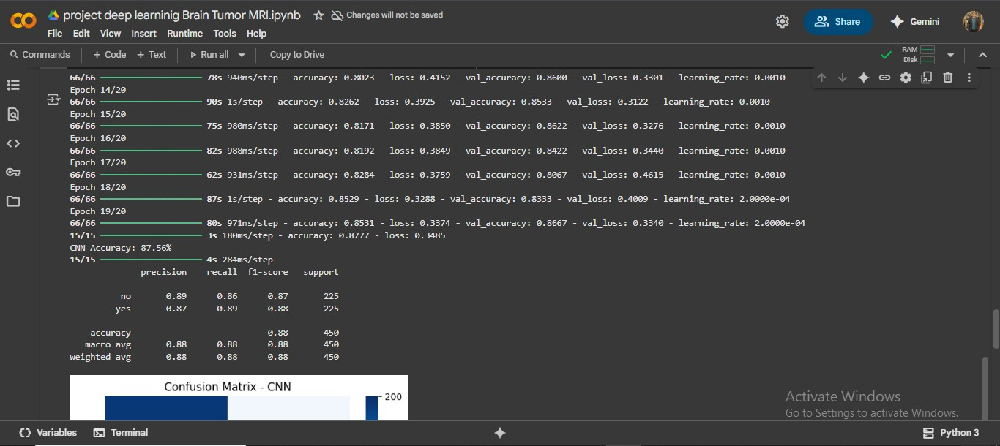 project deep learninig Brain Tumor MRI.ipynb
Changes will not be saved
File Edit View Insert Runtime Tools Help
Share
Gemini
Commands + Code + Text Run all Copy to Drive
RAM
Disk
66/66 78s 940ms/step - accuracy: 0.8023 - loss: 0.4152 - val_accuracy: 0.8600 - val_loss: 0.3301 - learning_rate: 0.0010
Epoch 14/20
66/66 90s 1s/step - accuracy: 0.8262 - loss: 0.3925 - val_accuracy: 0.8533 - val_loss: 0.3122 - learning_rate: 0.0010
Epoch 15/20
66/66 75s 980ms/step - accuracy: 0.8171 - loss: 0.3850 - val_accuracy: 0.8622 - val_loss: 0.3276 - learning_rate: 0.0010
Epoch 16/20
66/66 82s 988ms/step - accuracy: 0.8192 - loss: 0.3849 - val_accuracy: 0.8422 - val_loss: 0.3440 - learning_rate: 0.0010
Epoch 17/20
66/66 62s 931ms/step - accuracy: 0.8284 - loss: 0.3759 - val_accuracy: 0.8067 - val_loss: 0.4615 - learning_rate: 0.0010
Epoch 18/20
66/66 87s 1s/step - accuracy: 0.8529 - loss: 0.3288 - val_accuracy: 0.8333 - val_loss: 0.4009 - learning_rate: 2.0000e-04
Epoch 19/20
66/66 80s 971ms/step - accuracy: 0.8531 - loss: 0.3374 - val_accuracy: 0.8667 - val_loss: 0.3340 - learning_rate: 2.0000e-04
15/15 3s 180ms/step - accuracy: 0.8777 - loss: 0.3485
CNN Accuracy: 87.56%
15/15 4s 284ms/step
precision recall f1-score support
no 0.89 0.86 0.87 225
yes 0.87 0.89 0.88 225
accuracy 0.88 450
macro avg 0.88 0.88 0.88 450
weighted avg 0.88 0.88 0.88 450
Confusion Matrix - CNN
200
Activate Windows
Go to Settings to activate Windows.
Variables Terminal
Python 3